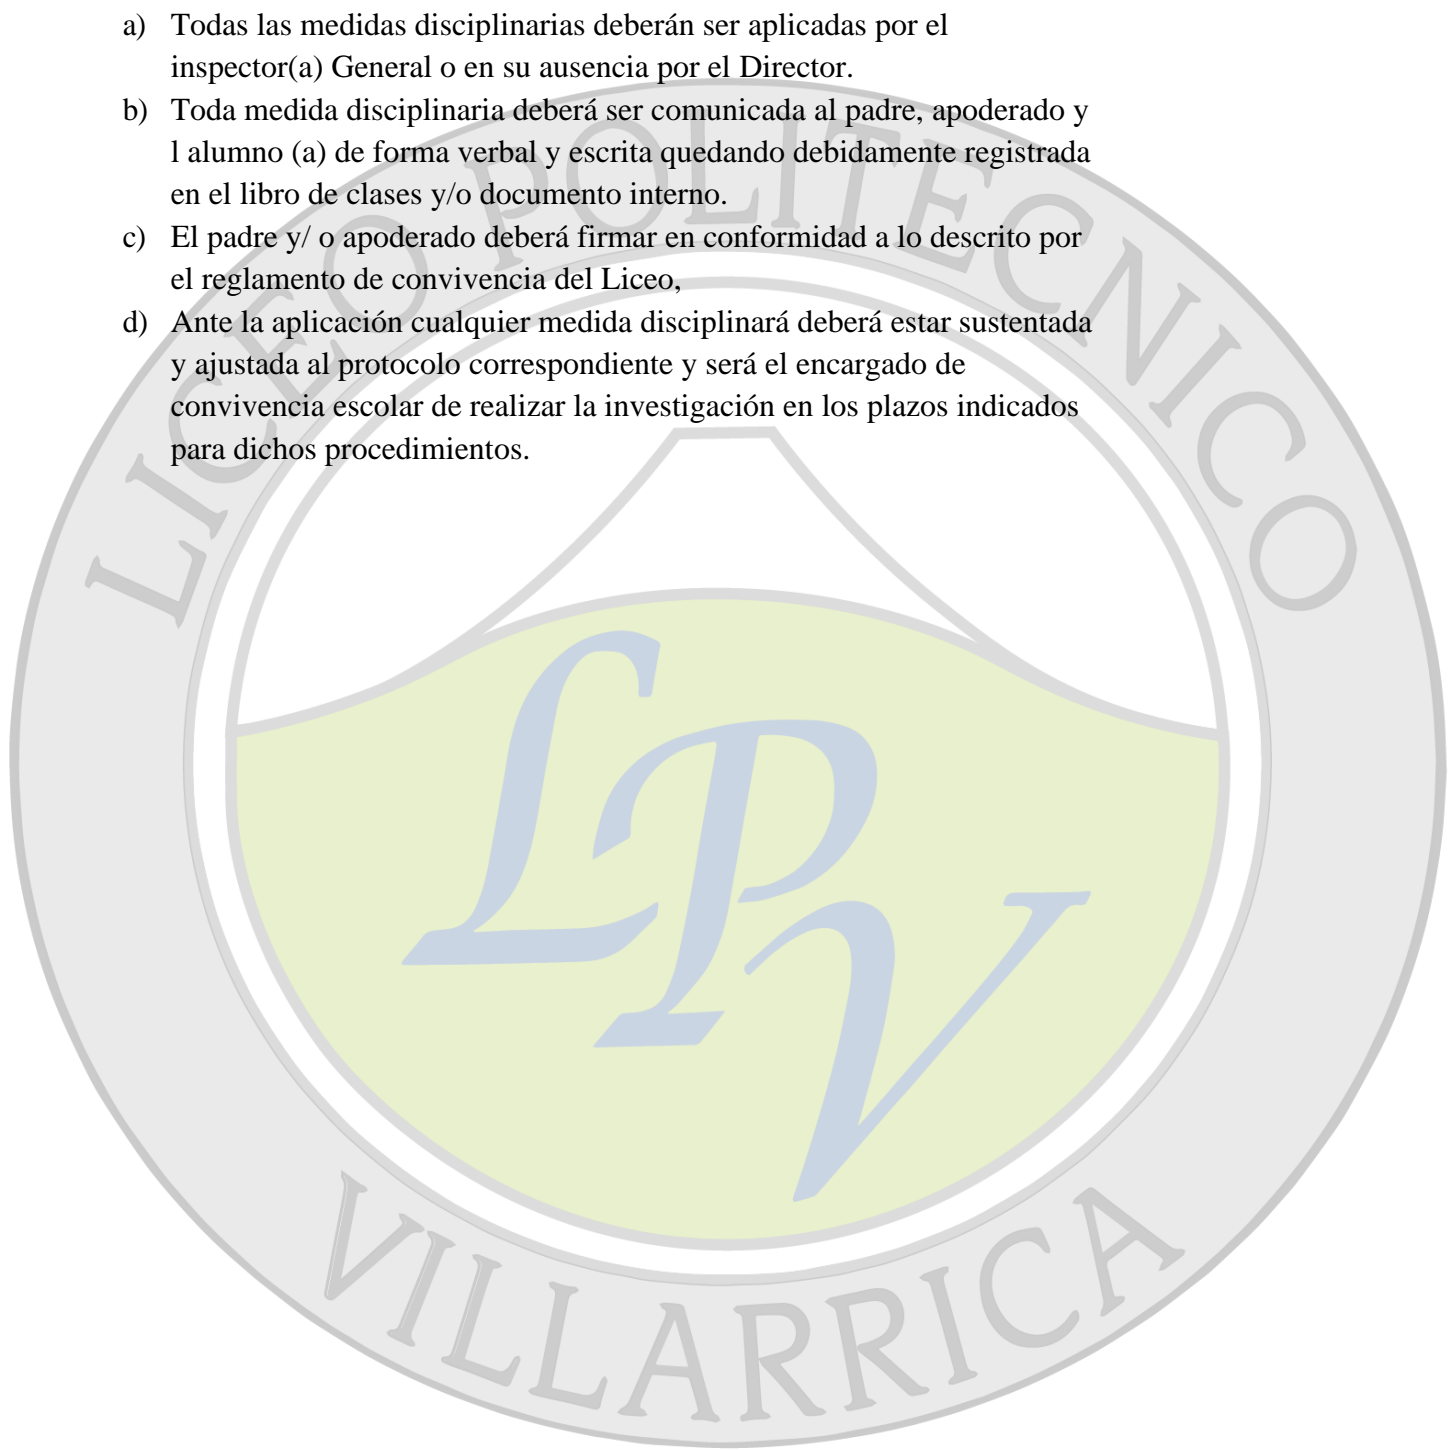 a) Todas las medidas disciplinarias deberán ser aplicadas por el
inspector(a) General o en su ausencia por el Director.
b) Toda medida disciplinaria deberá ser comunicada al padre, apoderado y
l alumno (a) de forma verbal y escrita quedando debidamente registrada
en el libro de clases y/o documento interno.
c) El padre y/ o apoderado deberá firmar en conformidad a lo descrito por
el reglamento de convivencia del Liceo,
d) Ante la aplicación cualquier medida disciplinará deberá estar sustentada
y ajustada al protocolo correspondiente y será el encargado de
convivencia escolar de realizar la investigación en los plazos indicados
para dichos procedimientos.
LICEO POLITECNICO
LPV
VILLARRICA